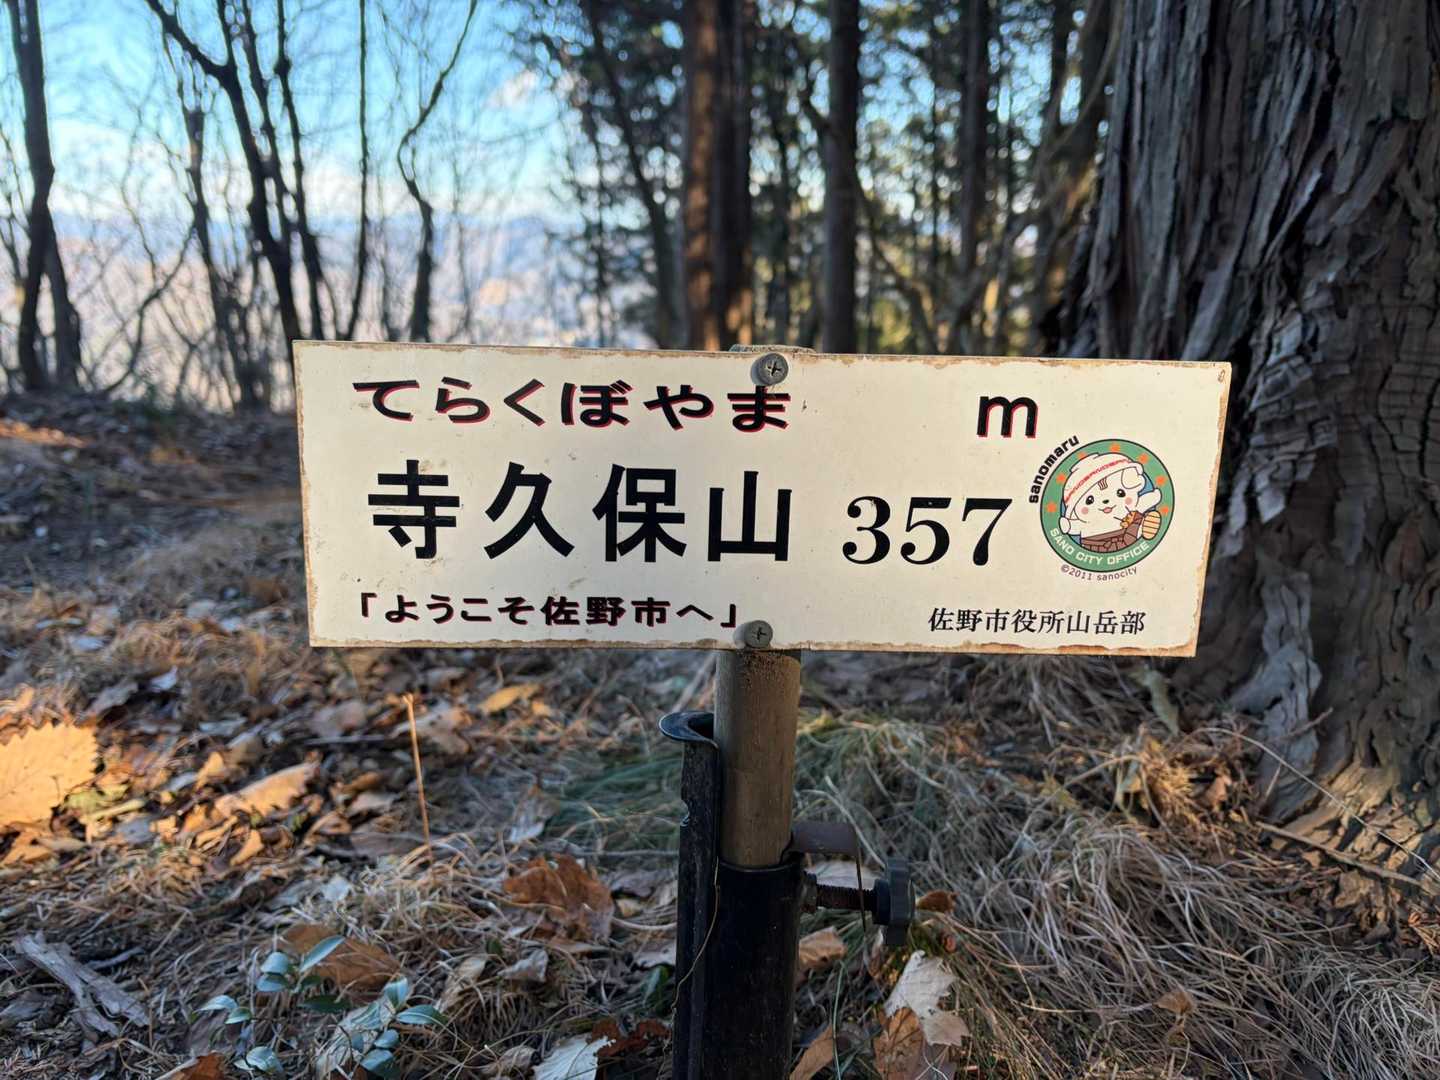 てらくぼやま m
寺久保山 357
sanomaru
SANO CITY OFFICE
©2011 sanocity
「ようこそ佐野市へ」
佐野市役所山岳部